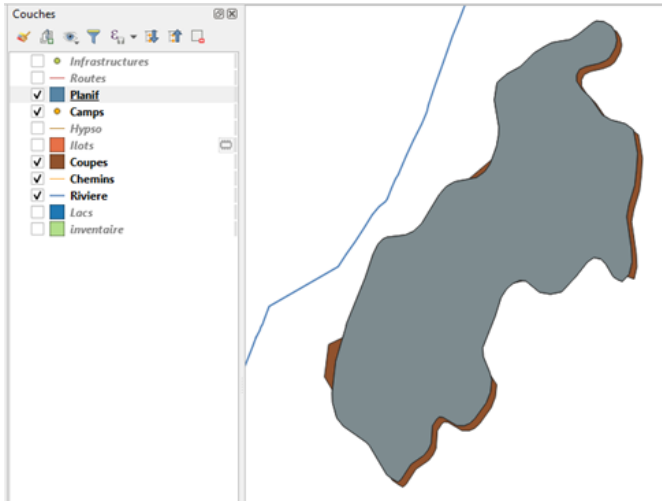 Couches
Infrastructures
Routes
Planif
Camps
Hypso
Ilots
Coupes
Chemins
Riviere
Lacs
inventaire